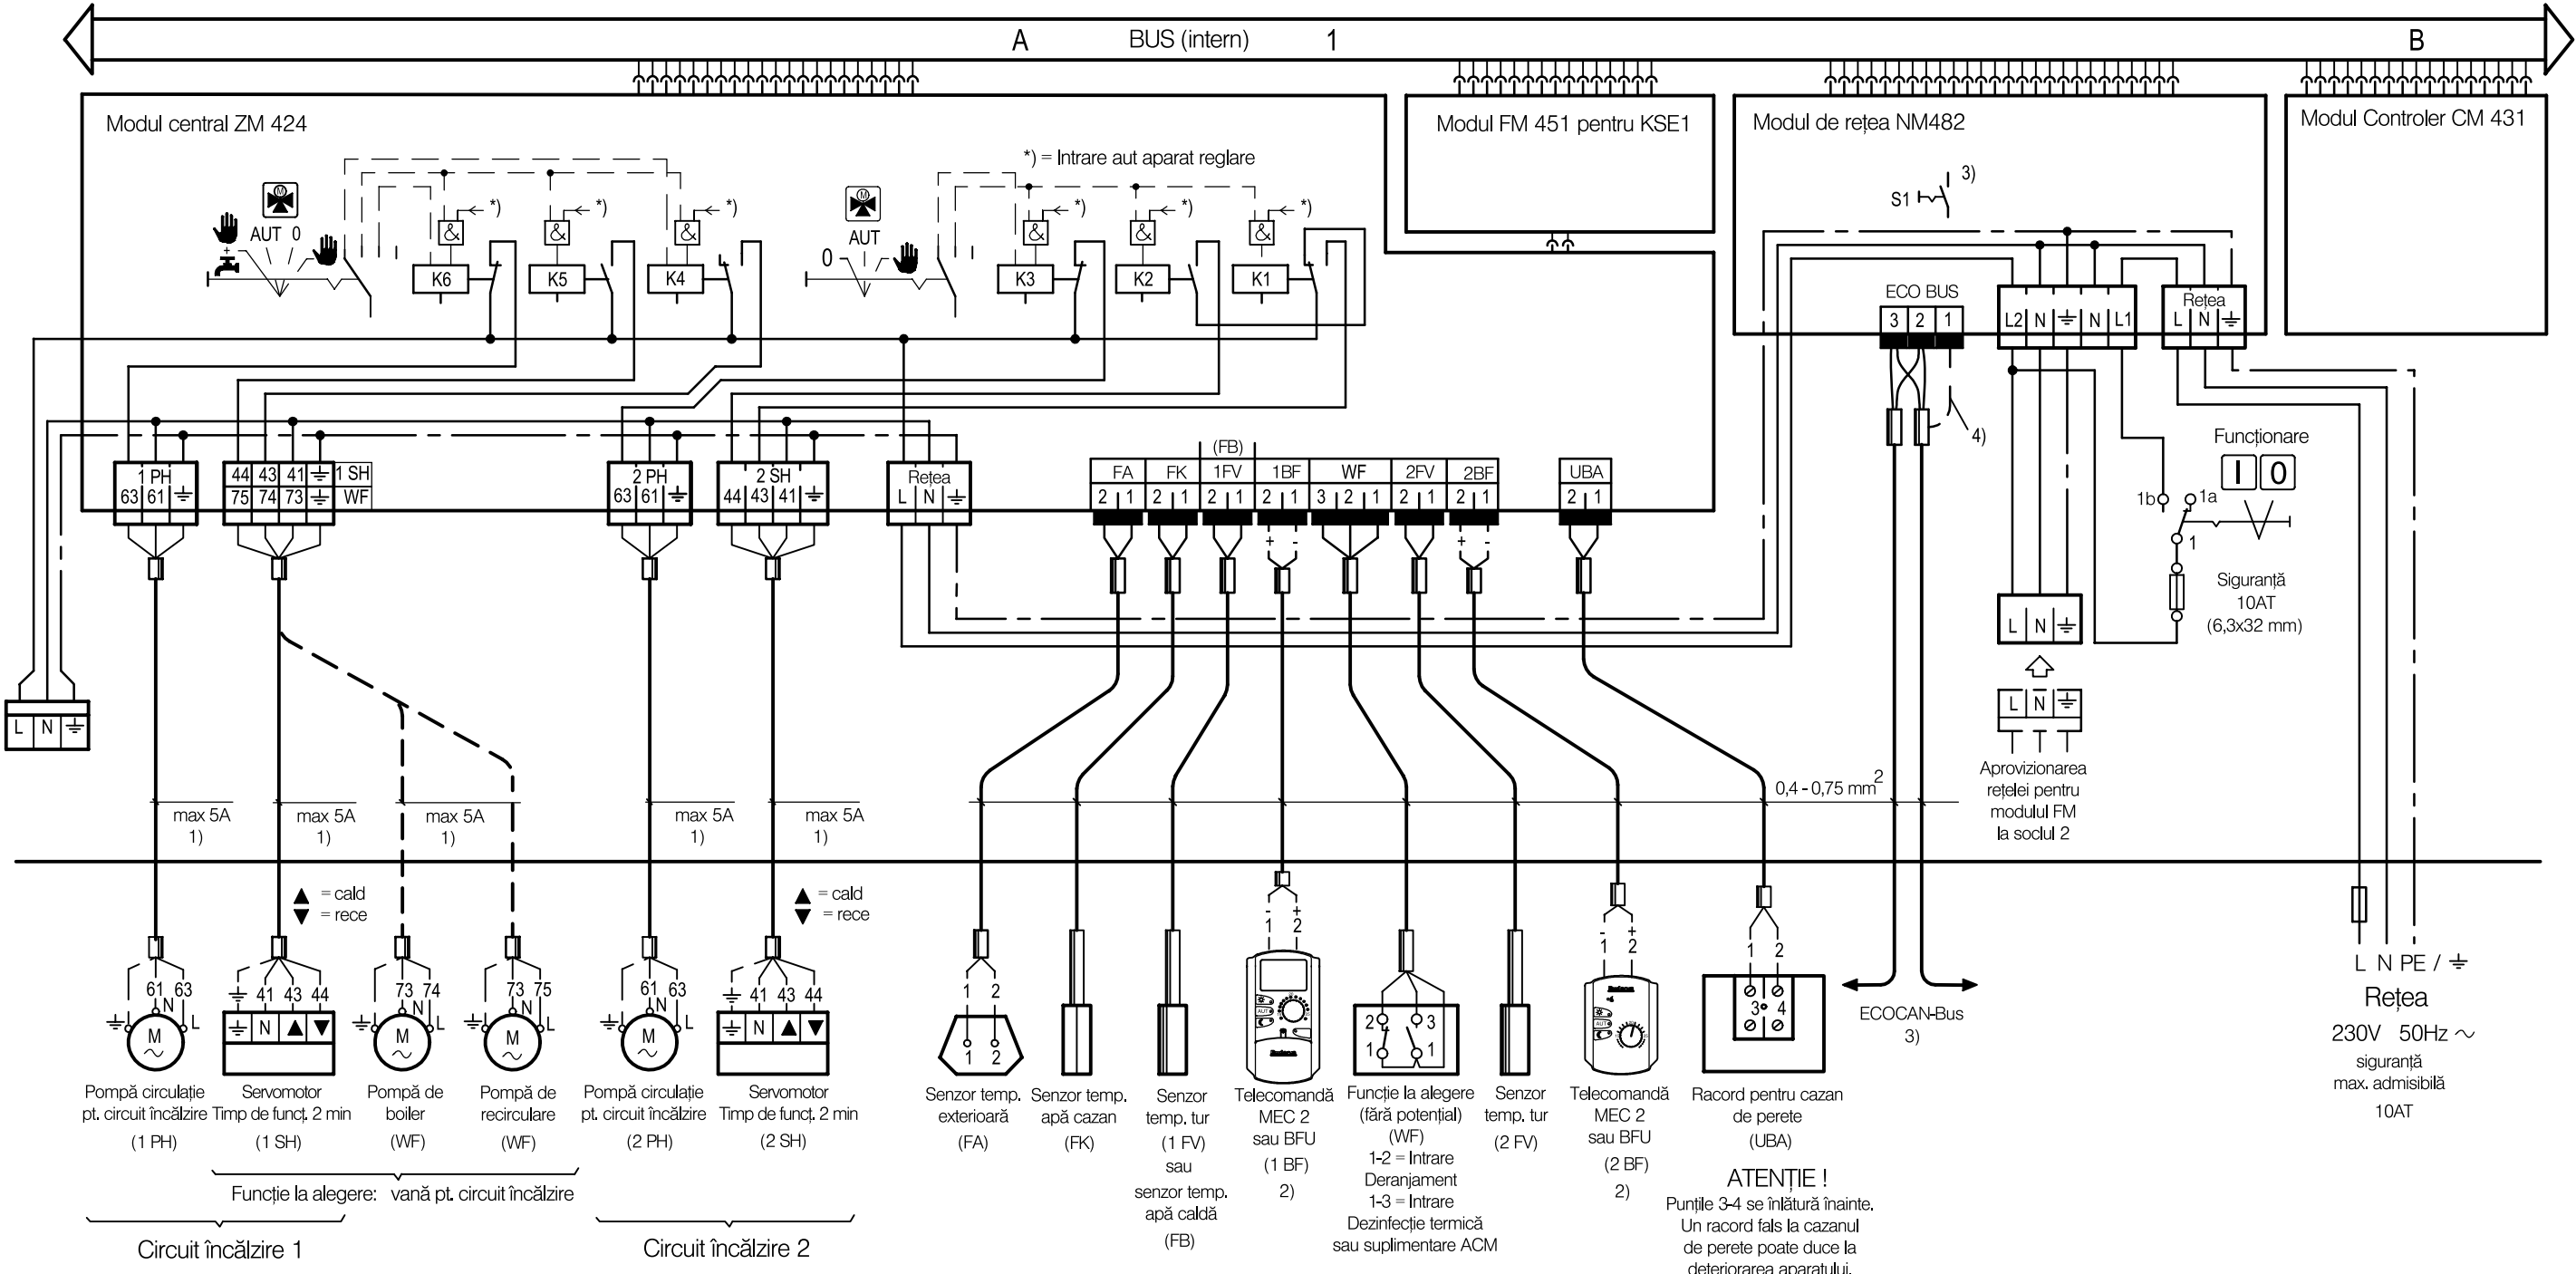 A BUS (intern) 1 B
Modul central ZM 424
Modul FM 451 pentru KSE1
Modul de rețea NM482
Modul Controler CM 431
*) = Intrare aut aparat reglare
S1 3)
M
AUT 0
+
& *) & *) & *)
K6 K5 K4
M
AUT
0
& *) & *) & *)
K3 K2 K1
ECO BUS
3 2 1
L2 N N L1
Rețea
L N
4)
1 PH
63 61
44 43 41 1 SH
75 74 73 WF
2 PH
63 61
2 SH
44 43 41
Rețea
L N
(FB)
FA FK 1FV 1BF WF 2FV 2BF UBA
2 1 2 1 2 1 2 1 3 2 1 2 1 2 1 2 1
+ - + -
Funcționare
I 0
1b 1a
1
Siguranță
10AT
(6,3x32 mm)
L N
L N
Aprovizionarea
rețelei pentru
modulul FM
la soclul 2
L N
max 5A
1)
max 5A
1)
max 5A
1)
max 5A
1)
max 5A
1)
0,4 - 0,75 mm2
▲ = cald
▼ = rece
▲ = cald
▼ = rece
61 63
N L
M
41 43 44
N ▲ ▼
73 74
N L
M
73 75
N L
M
61 63
N L
M
41 43 44
N ▲ ▼
1 2
1 2
- +
1 2
AUT
Buderus
2 3
1 1
- +
1 2
Buderus
AUT
1 2
3 4
ECOCAN-Bus
3)
L N PE /
Rețea
230V 50Hz ~
siguranță
max. admisibilă
10AT
Pompă circulație
pt. circuit încălzire
(1 PH)
Servomotor
Timp de funcț. 2 min
(1 SH)
Pompă de
boiler
(WF)
Pompă de
recirculare
(WF)
Pompă circulație
pt. circuit încălzire
(2 PH)
Servomotor
Timp de funcț. 2 min
(2 SH)
Senzor temp.
exterioară
(FA)
Senzor temp.
apă cazan
(FK)
Senzor
temp. tur
(1 FV)
sau
senzor temp.
apă caldă
(FB)
Telecomandă
MEC 2
sau BFU
(1 BF)
2)
Funcție la alegere
(fără potențial)
(WF)
1-2 = Intrare
Deranjament
1-3 = Intrare
Dezinfecție termică
sau suplimentare ACM
Senzor
temp. tur
(2 FV)
Telecomandă
MEC 2
sau BFU
(2 BF)
2)
Racord pentru cazan
de perete
(UBA)
ATENȚIE !
Punțile 3-4 se înlătură înainte.
Un racord fals la cazanul
de perete poate duce la
deteriorarea aparatului.
Funcție la alegere: vană pt. circuit încălzire
Circuit încălzire 1
Circuit încălzire 2